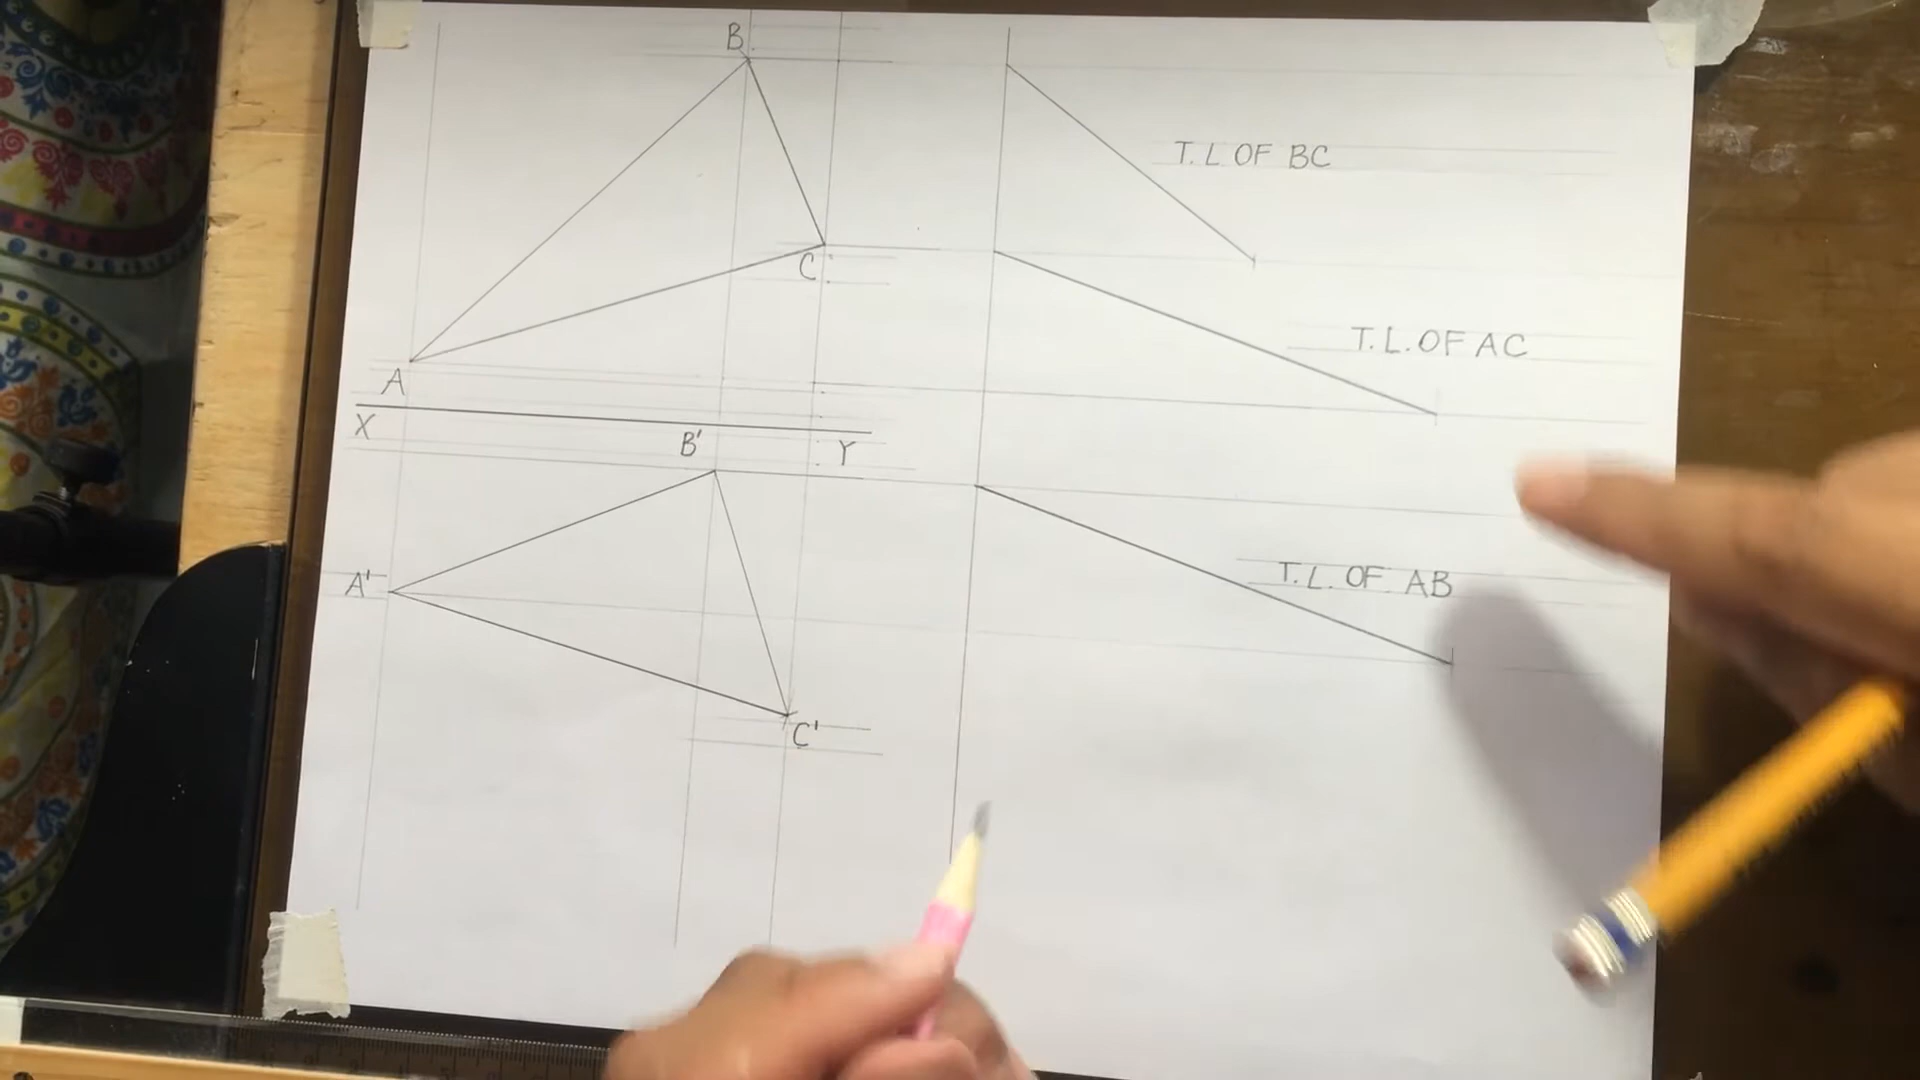 B
T.L OF BC
C
T.L.OF AC
A
X
B'
Y
A'
T.L. OF AB
C'